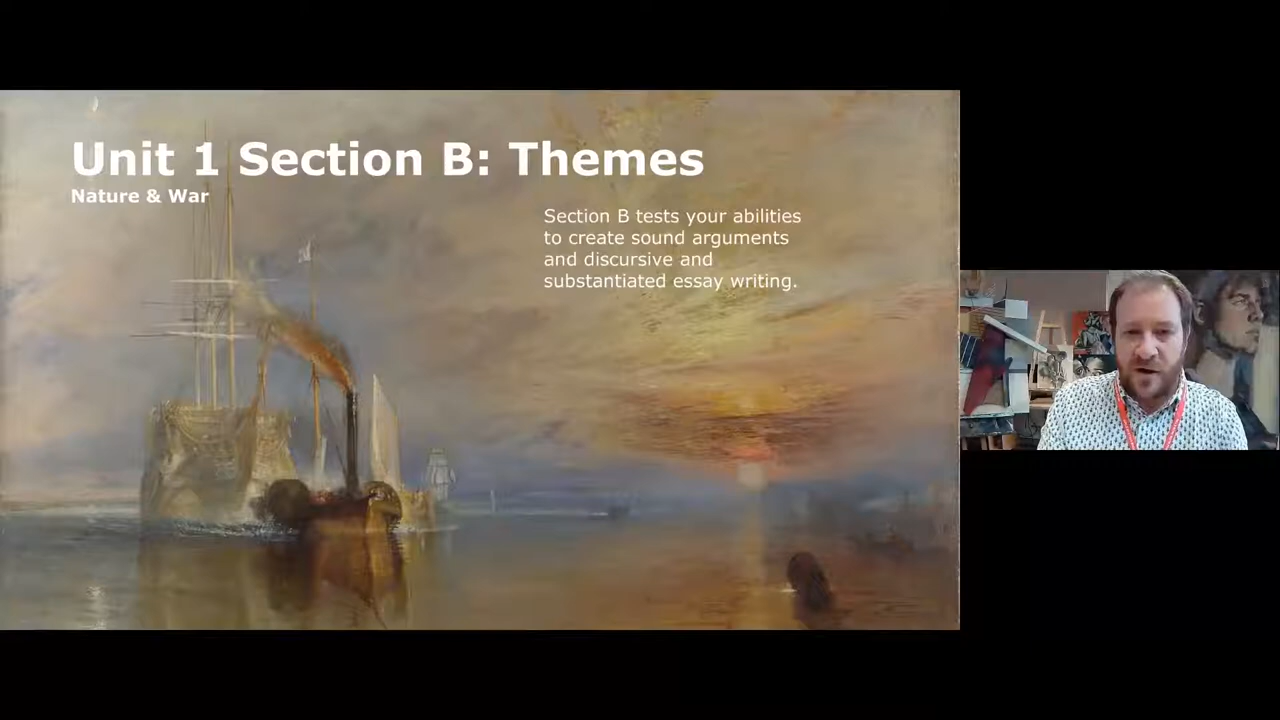 Unit 1 Section B: Themes
Nature & War
Section B tests your abilities
to create sound arguments
and discursive and
substantiated essay writing.